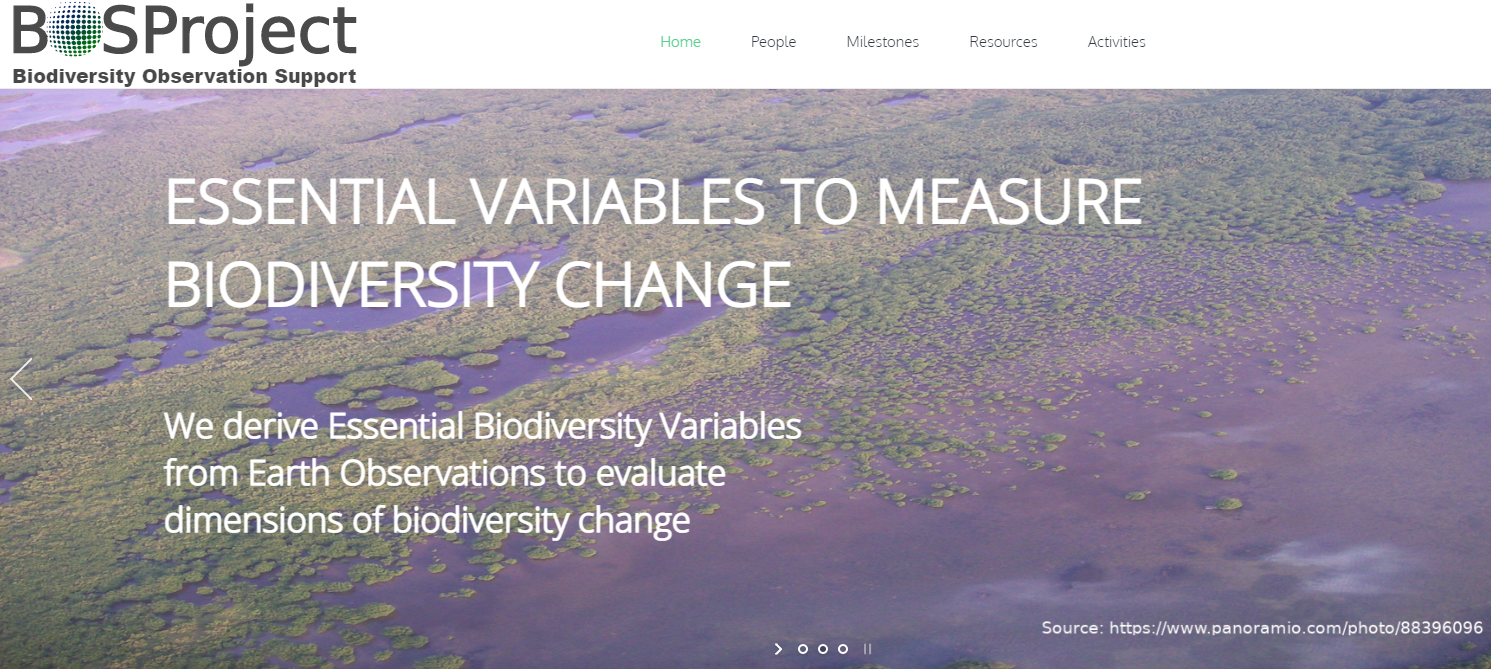 BOSProject
Biodiversity Observation Support
Home People Milestones Resources Activities
ESSENTIAL VARIABLES TO MEASURE
BIODIVERSITY CHANGE
We derive Essential Biodiversity Variables
from Earth Observations to evaluate
dimensions of biodiversity change
Source: https://www.panoramio.com/photo/88396096